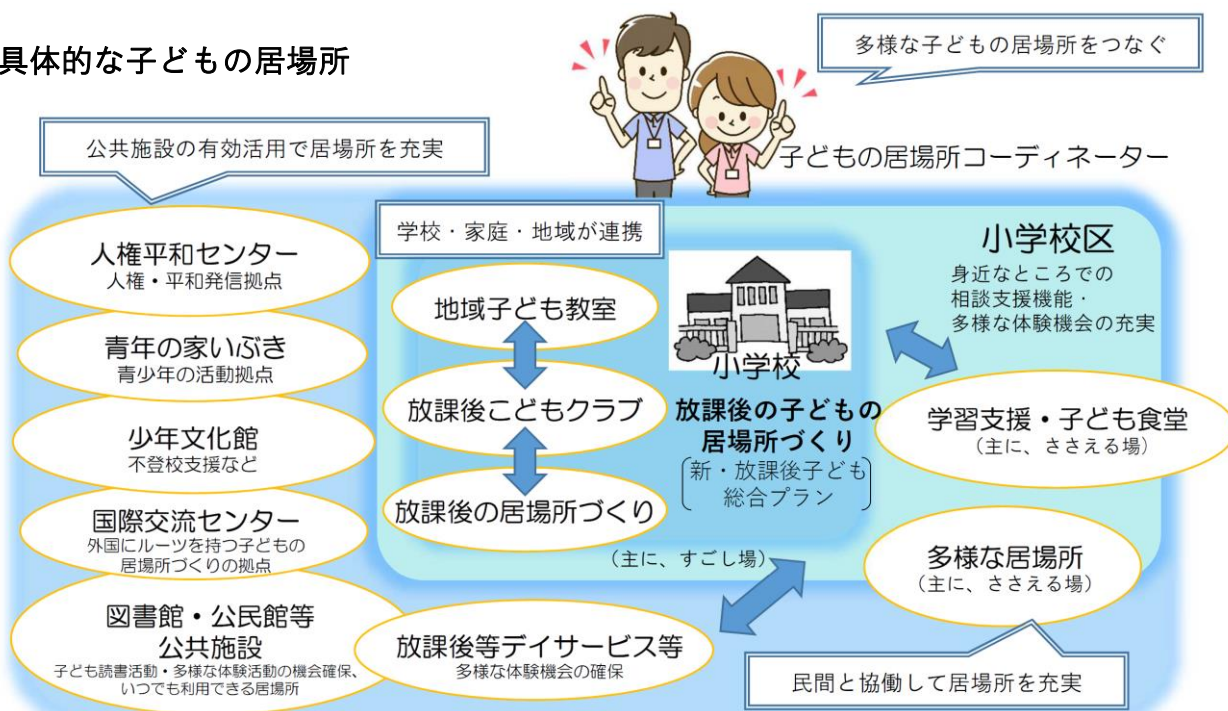 具体的な子どもの居場所
多様な子どもの居場所をつなぐ
子どもの居場所コーディネーター
公共施設の有効活用で居場所を充実
人権平和センター
人権・平和発信拠点
青年の家いぶき
青少年の活動拠点
少年文化館
不登校支援など
国際交流センター
外国にルーツを持つ子どもの
居場所づくりの拠点
図書館・公民館等
公共施設
子ども読書活動・多様な体験活動の機会確保、
いつでも利用できる居場所
学校・家庭・地域が連携
地域子ども教室
放課後こどもクラブ
放課後の居場所づくり
小学校
放課後の子どもの
居場所づくり
新・放課後子ども
総合プラン
（主に、すごし場）
小学校区
身近なところでの
相談支援機能・
多様な体験機会の充実
学習支援・子ども食堂
（主に、ささえる場）
多様な居場所
（主に、ささえる場）
放課後等デイサービス等
多様な体験機会の確保
民間と協働して居場所を充実